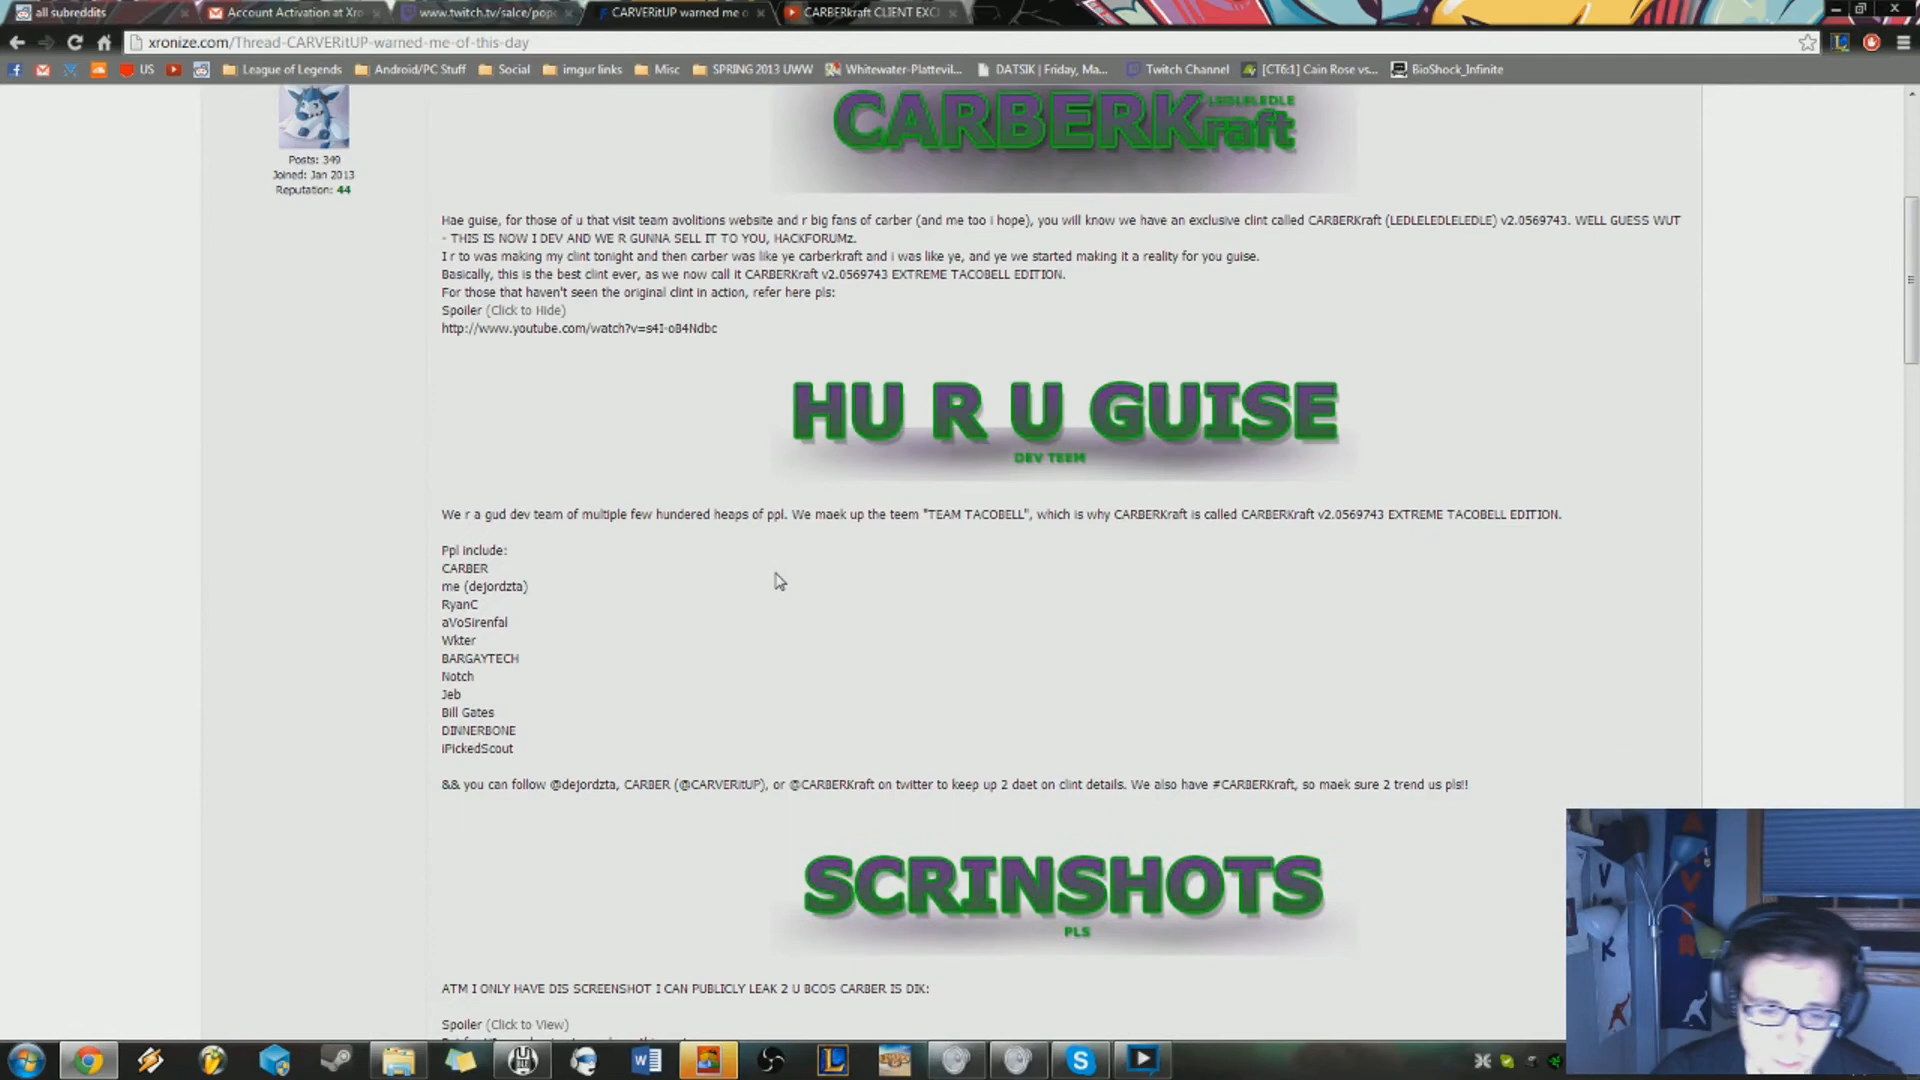 all subreddits
Account Activation at Xro
www.twitch.tv/salce/pop
CARVERitUP warned me o
CARBERkraft CLIENT EXC
xronize.com/Thread-CARVERitUP-warned-me-of-this-day
US
League of Legends
Android/PC Stuff
Social
imgur links
Misc
SPRING 2013 UWW
Whitewater-Plattevil...
DATSIK | Friday, Ma...
Twitch Channel
[CT6:1] Cain Rose vs...
BioShock_Infinite
CARBERKraft
LEDLELEDLE
Posts: 349
Joined: Jan 2013
Reputation: 44
Hae guise, for those of u that visit team avolitions website and r big fans of carber (and me too i hope), you will know we have an exclusive clint called CARBERKraft (LEDLELEDLELEDLE) v2.0569743. WELL GUESS WUT
- THIS IS NOW I DEV AND WE R GUNNA SELL IT TO YOU, HACKFORUMz.
I r to was making my clint tonight and then carber was like ye carberkraft and i was like ye, and ye we started making it a reality for you guise.
Basically, this is the best clint ever, as we now call it CARBERKraft v2.0569743 EXTREME TACOBELL EDITION.
For those that haven't seen the original clint in action, refer here pls:
Spoiler (Click to Hide)
http://www.youtube.com/watch?v=s4I-oB4Ndbc
HU R U GUISE
DEV TEEM
We r a gud dev team of multiple few hundered heaps of ppl. We maek up the teem "TEAM TACOBELL", which is why CARBERKraft is called CARBERKraft v2.0569743 EXTREME TACOBELL EDITION.
Ppl include:
CARBER
me (dejordzta)
RyanC
aVoSirenfal
Wkter
BARGAYTECH
Notch
Jeb
Bill Gates
DINNERBONE
iPickedScout
&& you can follow @dejordzta, CARBER (@CARVERitUP), or @CARBERKraft on twitter to keep up 2 daet on clint details. We also have #CARBERKraft, so maek sure 2 trend us pls!!
SCRINSHOTS
PLS
ATM I ONLY HAVE DIS SCREENSHOT I CAN PUBLICLY LEAK 2 U BCOS CARBER IS DIK:
Spoiler (Click to View)